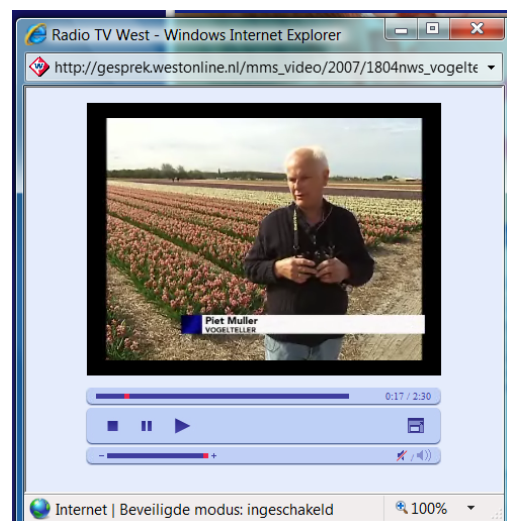 Radio TV West - Windows Internet Explorer
http://gesprek.westonline.nl/mms_video/2007/1804nws_vogelte
Piet Muller
VOGELTELLER
0:17 / 2:30
- +
/
Internet | Beveiligde modus: ingeschakeld
100%